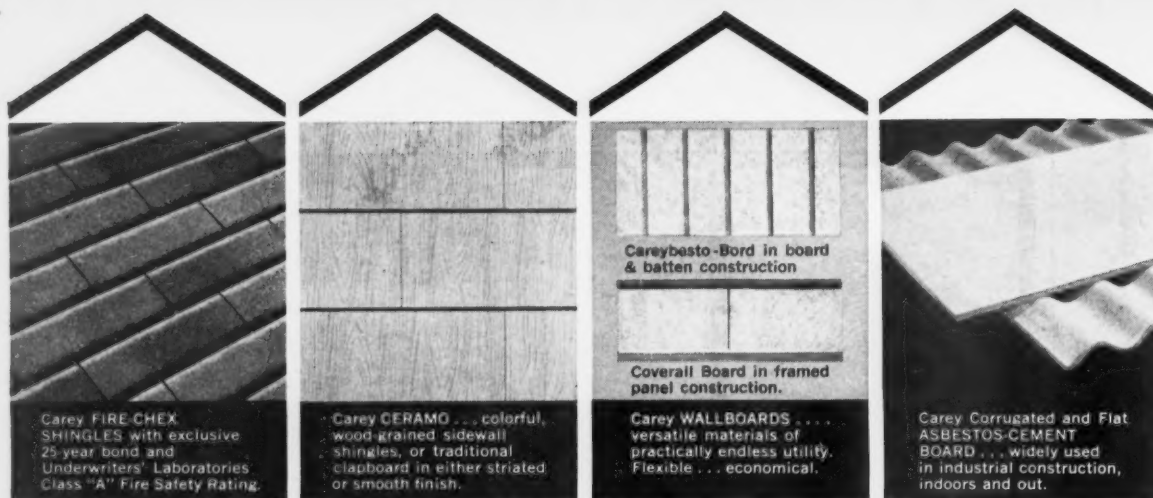 Carey FIRE-CHEX
SHINGLES with exclusive
25-year bond and
Underwriters' Laboratories
Class "A" Fire Safety Rating.
Carey CERAMO . . . colorful,
wood-grained sidewall
shingles, or traditional
clapboard in either striated
or smooth finish.
Careybesto-Bord in board
& batten construction
Coverall Board in framed
panel construction.
Carey WALLBOARDS . . . .
versatile materials of
practically endless utility.
Flexible . . . economical.
Carey Corrugated and Flat
ASBESTOS-CEMENT
BOARD . . . widely used
in industrial construction,
indoors and out.